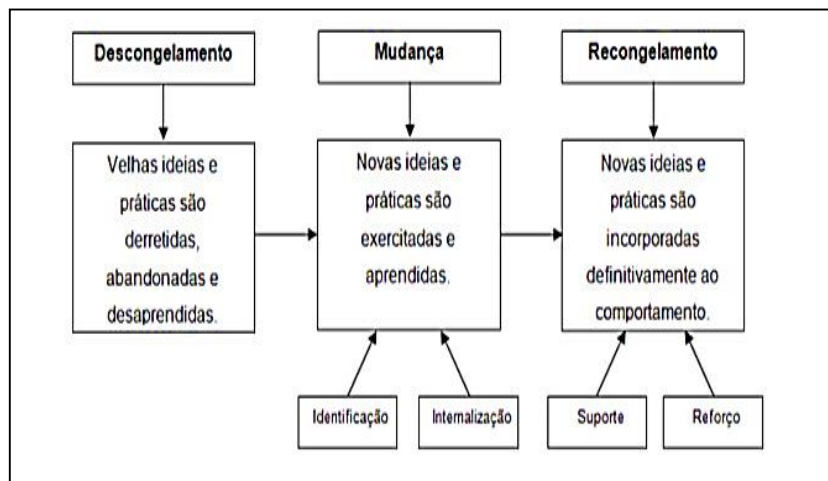 Descongelamento
Mudança
Recongelamento
Velhas ideias e
práticas são
derretidas,
abandonadas e
desaprendidas.
Novas ideias e
práticas são
exercitadas e
aprendidas.
Novas ideias e
práticas são
incorporadas
definitivamente ao
comportamento.
Identificação
Internalização
Suporte
Reforço